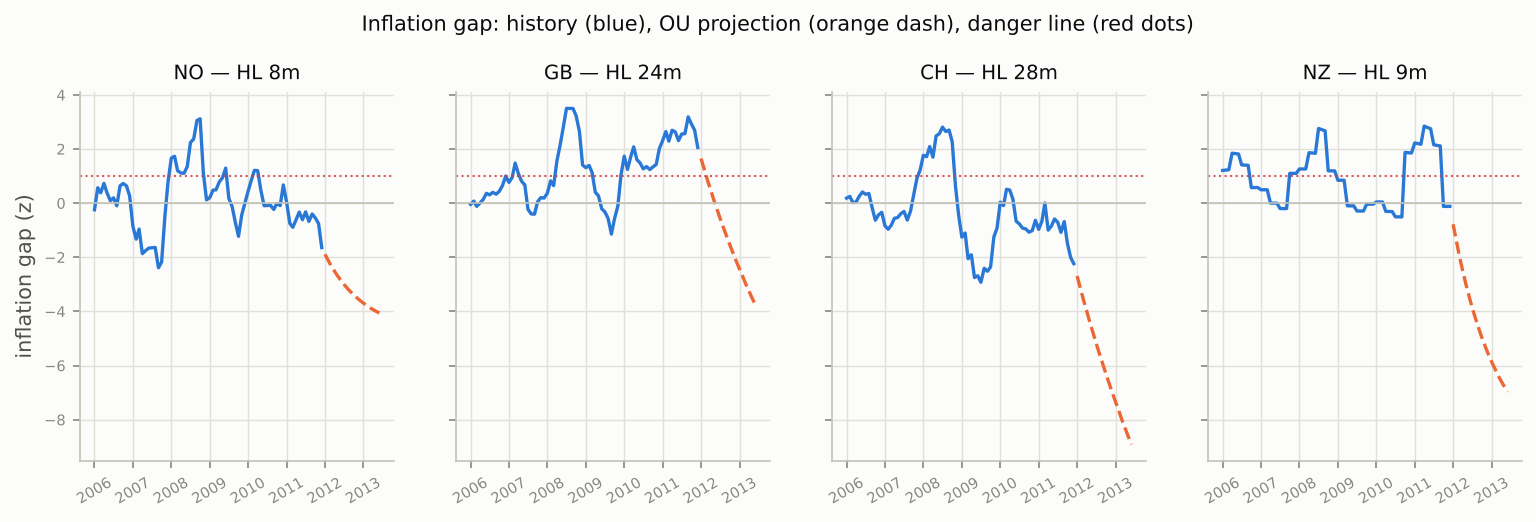 Inflation gap: history (blue), OU projection (orange dash), danger line (red dots)
NO — HL 8m
GB — HL 24m
CH — HL 28m
NZ — HL 9m
inflation gap (z)
4
2
0
−2
−4
−6
−8
2006 2007 2008 2009 2010 2011 2012 2013
2006 2007 2008 2009 2010 2011 2012 2013
2006 2007 2008 2009 2010 2011 2012 2013
2006 2007 2008 2009 2010 2011 2012 2013